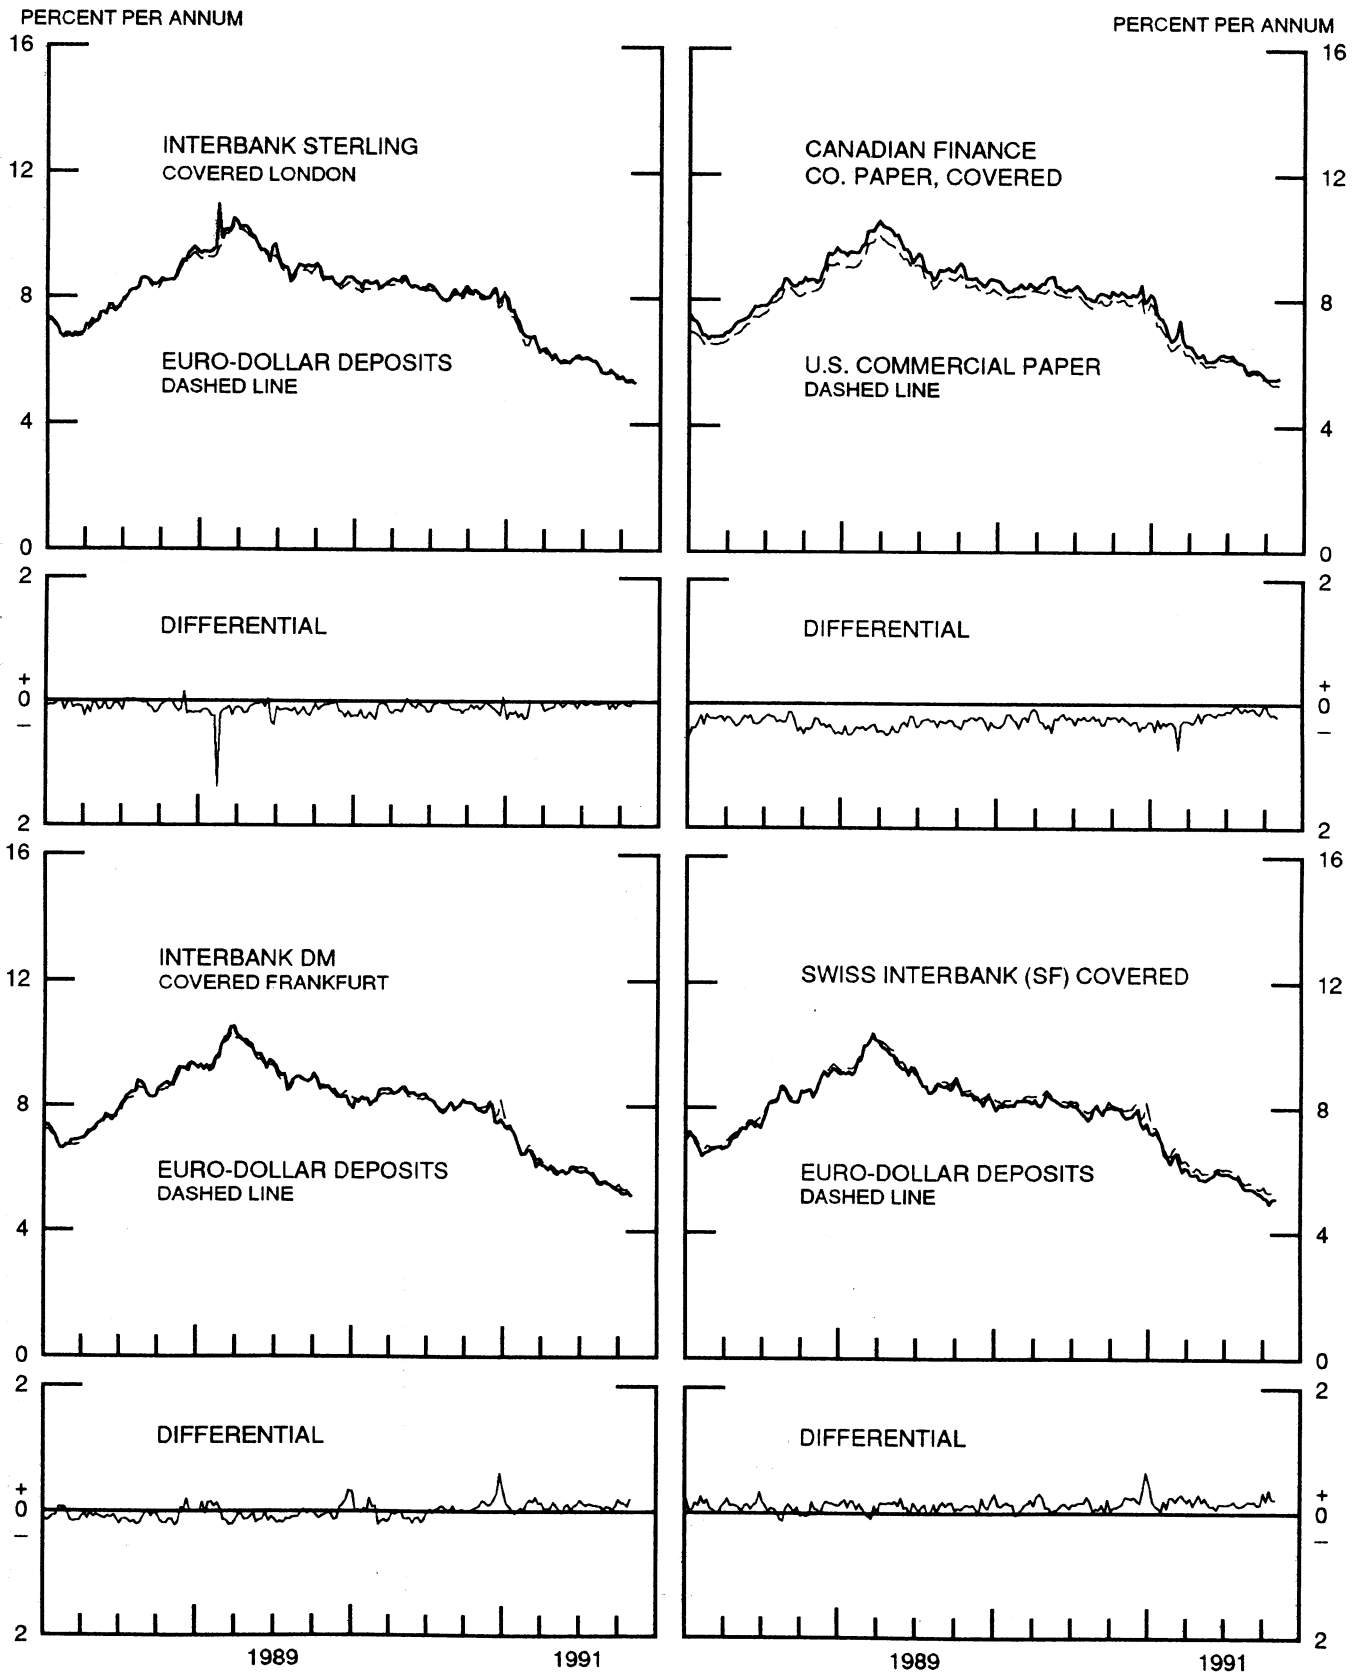 PERCENT PER ANNUM
PERCENT PER ANNUM
16
12
8
4
0
INTERBANK STERLING
COVERED LONDON
EURO-DOLLAR DEPOSITS
DASHED LINE
CANADIAN FINANCE
CO. PAPER, COVERED
U.S. COMMERCIAL PAPER
DASHED LINE
16
12
8
4
0
2
+
0
–
2
DIFFERENTIAL
DIFFERENTIAL
2
+
0
–
2
16
12
8
4
0
INTERBANK DM
COVERED FRANKFURT
EURO-DOLLAR DEPOSITS
DASHED LINE
SWISS INTERBANK (SF) COVERED
EURO-DOLLAR DEPOSITS
DASHED LINE
16
12
8
4
0
2
+
0
–
2
DIFFERENTIAL
DIFFERENTIAL
2
+
0
–
2
1989
1991
1989
1991